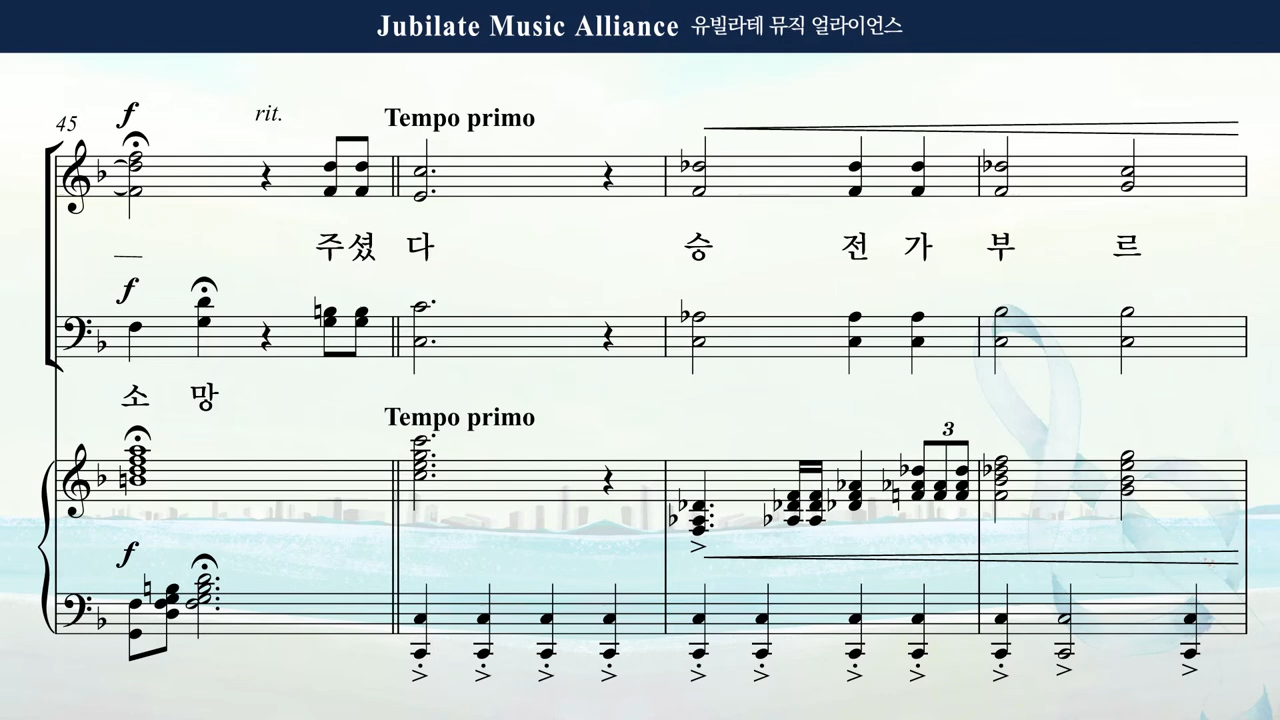 Jubilate Music Alliance 유빌라테 뮤직 얼라이언스
f rit. Tempo primo
45
주셨 다 승 전 가 부 르
f
소 망
Tempo primo
3
f